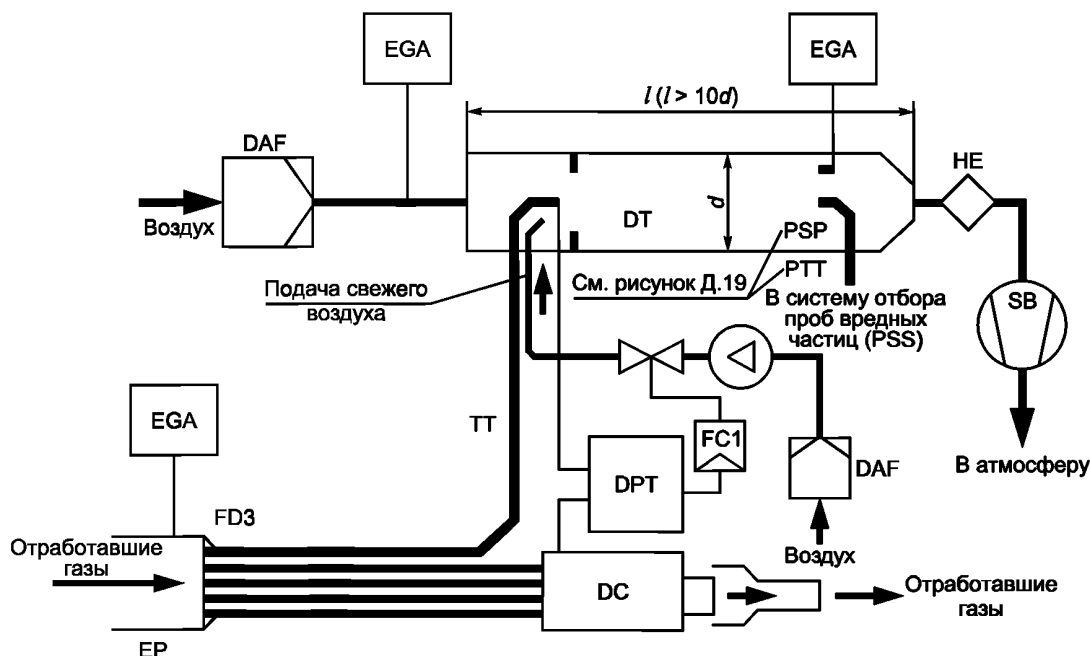 EGA
EGA
l (l > 10d)
DAF
HE
Воздух
DT
d
PSP
Подача свежего
воздуха
См. рисунок Д.19
PTT
В систему отбора
проб вредных
частиц (PSS)
SB
EGA
TT
FC1
DAF
В атмосферу
DPT
FD3
Отработавшие
газы
Воздух
DC
Отработавшие
газы
EP